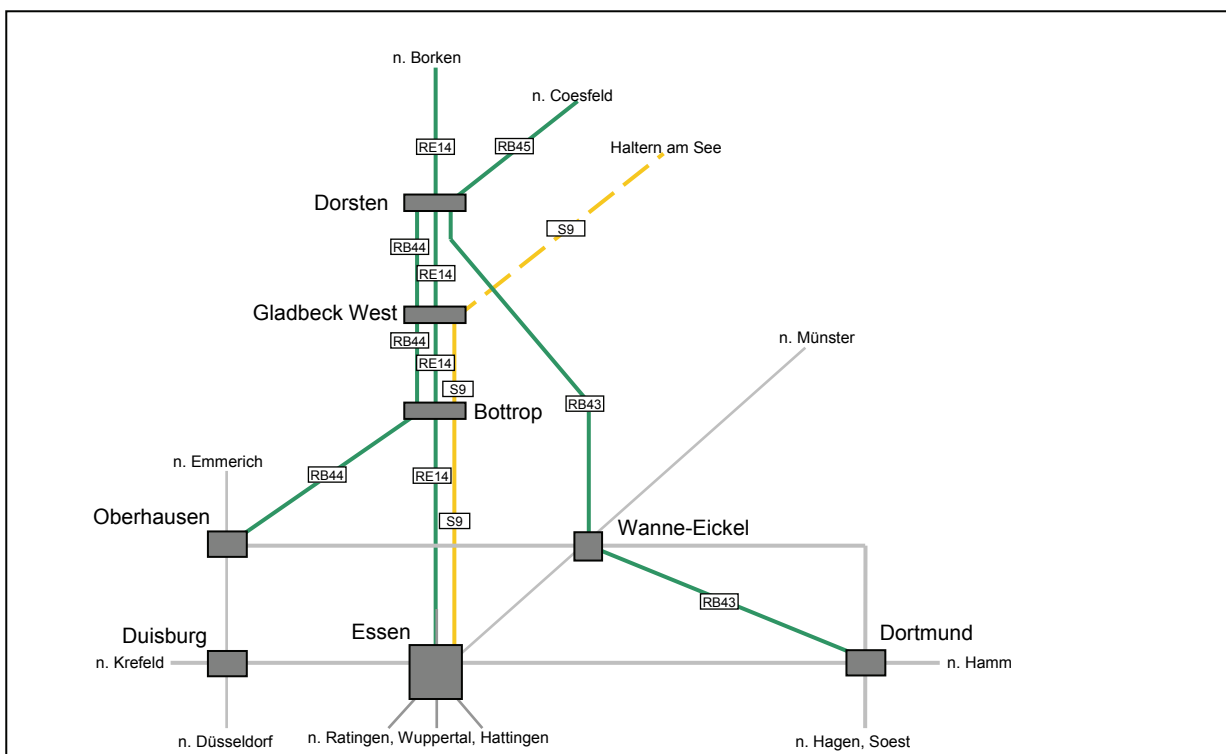 n. Borken
n. Coesfeld
RE14
RB45
Haltern am See
Dorsten
S9
RB44
RE14
Gladbeck West
RB44
n. Münster
RE14
S9
RB43
Bottrop
n. Emmerich
RB44
RE14
Oberhausen
S9
Wanne-Eickel
RB43
Duisburg
Essen
Dortmund
n. Krefeld
n. Hamm
n. Düsseldorf
n. Ratingen, Wuppertal, Hattingen
n. Hagen, Soest